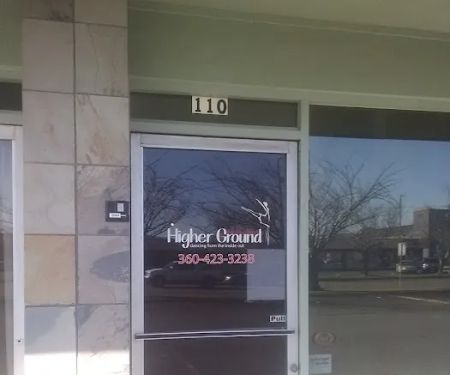 110
Higher Ground
dancing from the inside out
360-423-3238
Pull